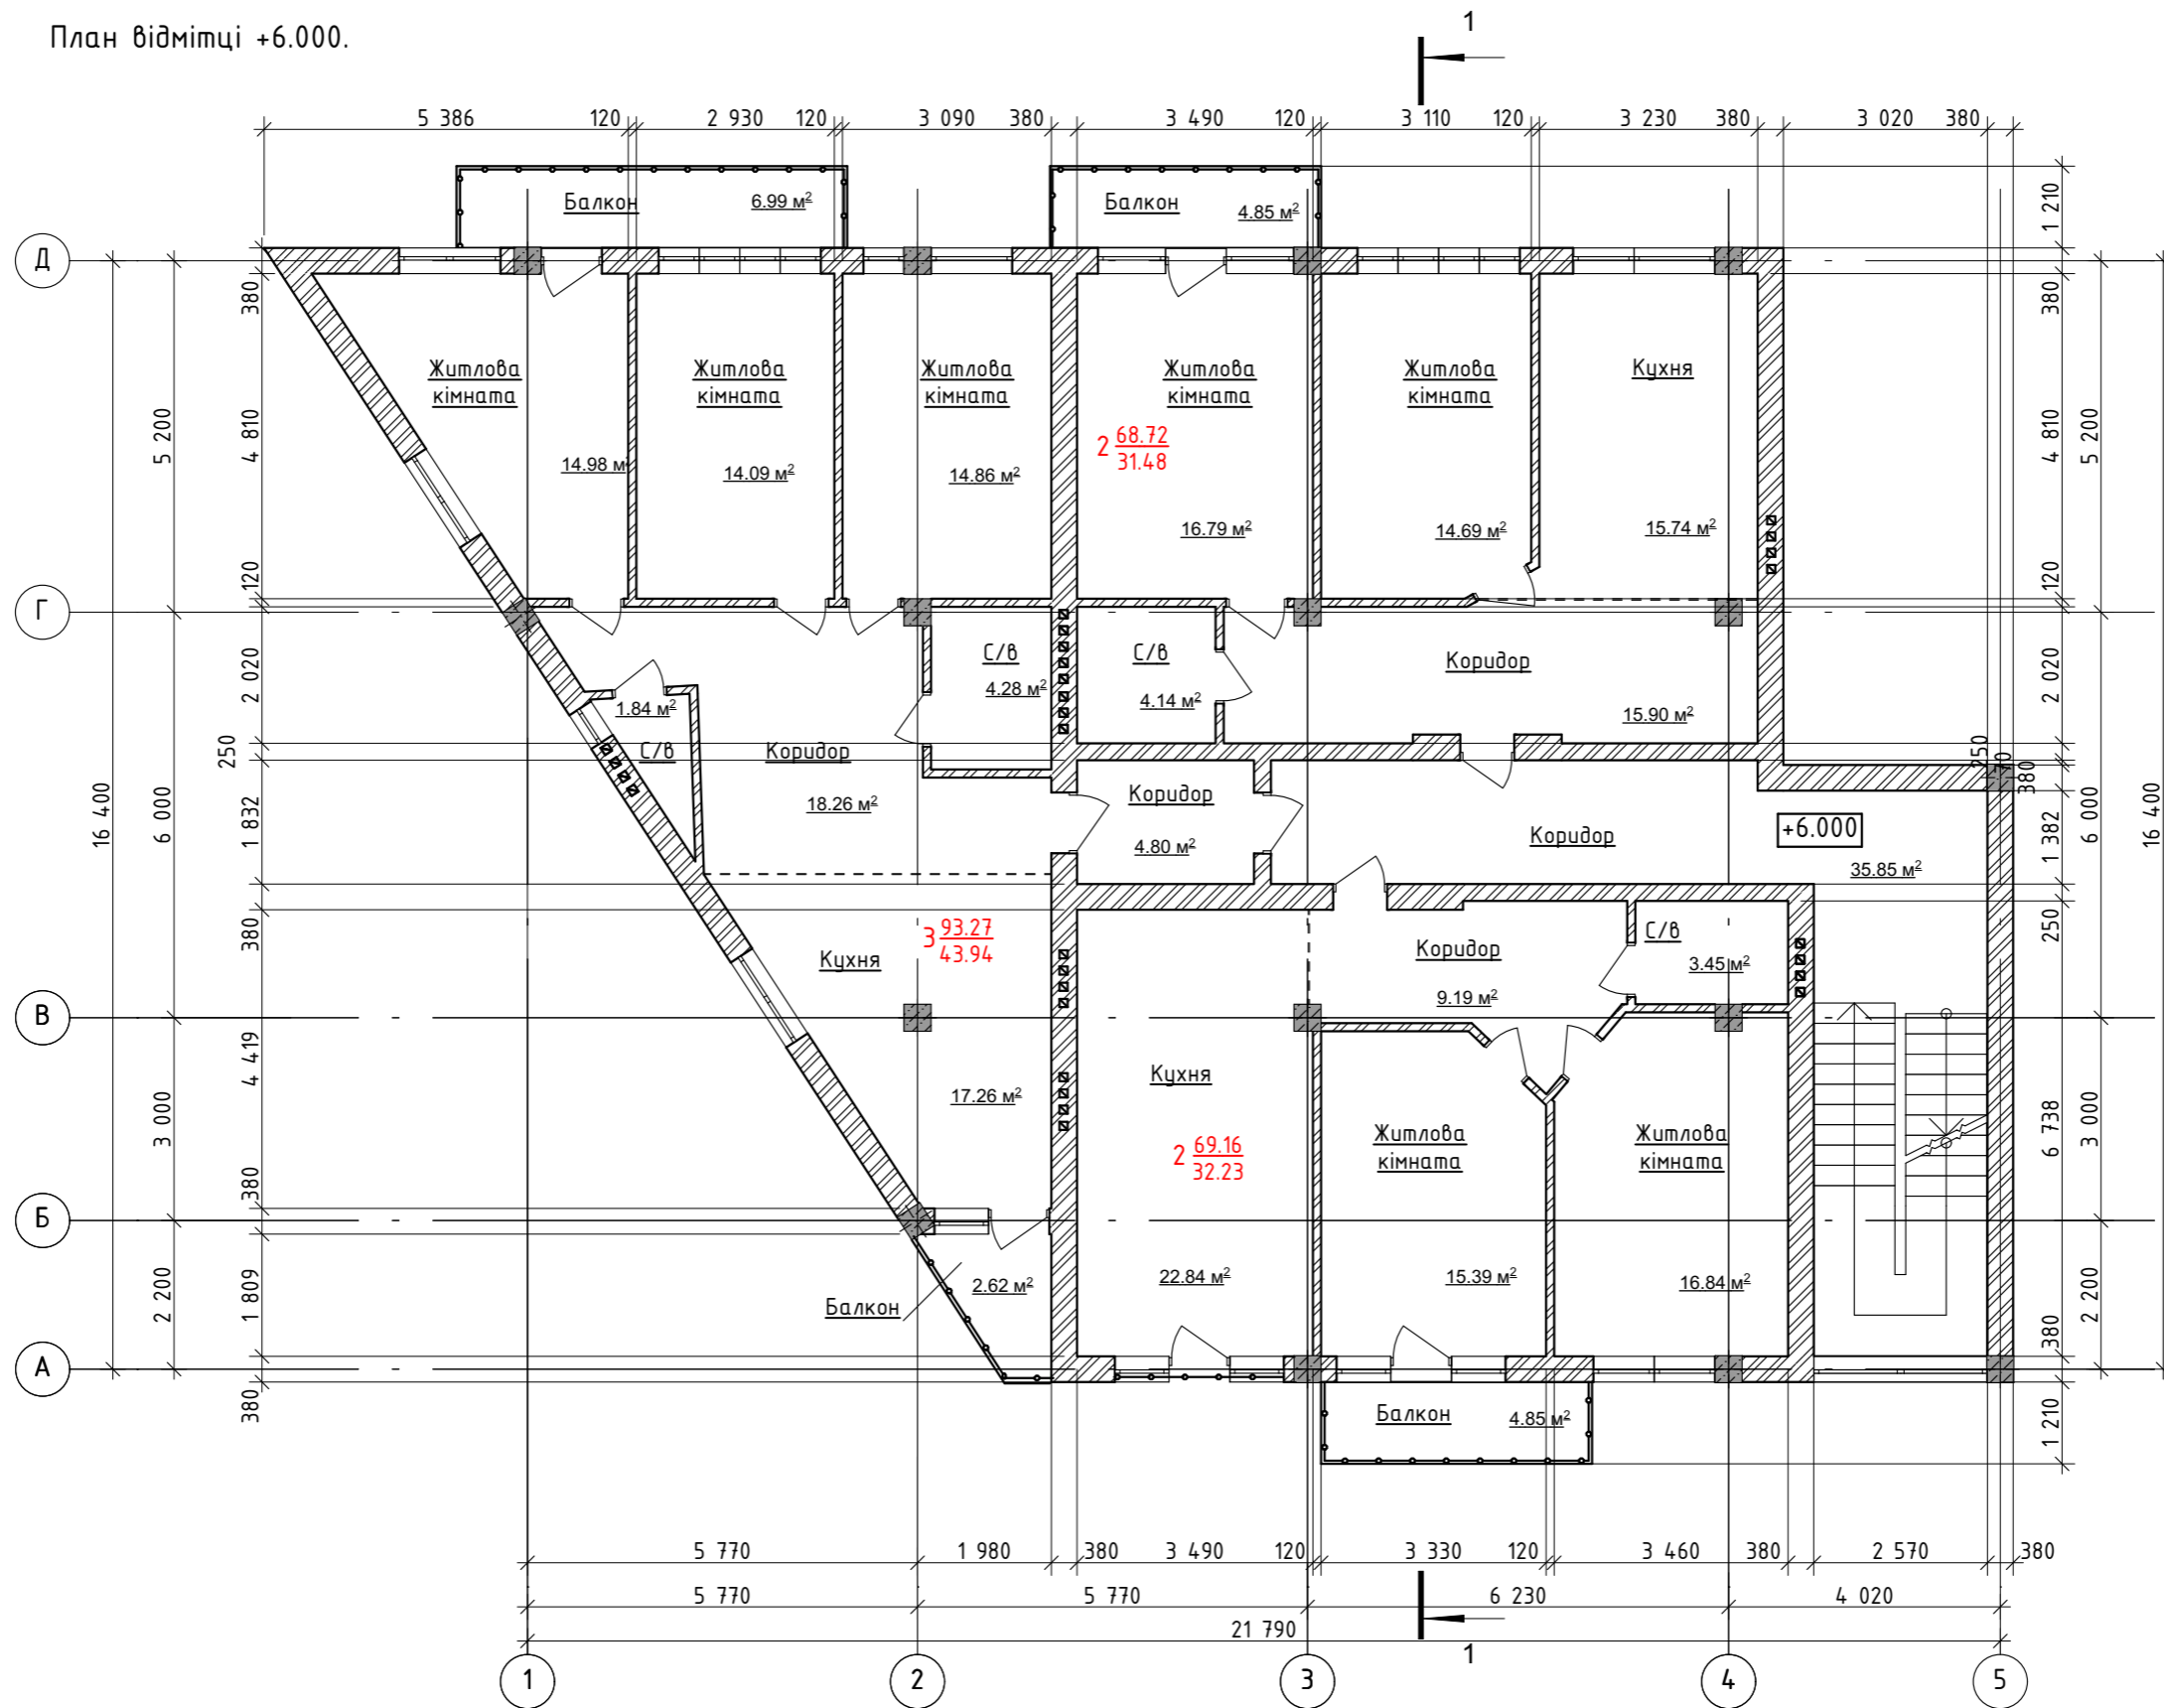 План відмітці +6.000.
1
5 386 120 2 930 120 3 090 380 3 490 120 3 110 120 3 230 380 3 020 380
Балкон 6.99 м²
Балкон 4.85 м²
1 210
Д
380
380
Житлова кімната
14.98 м²
Житлова кімната
14.09 м²
Житлова кімната
14.86 м²
Житлова кімната
2 68.72
31.48
16.79 м²
Житлова кімната
14.69 м²
Кухня
15.74 м²
5 200
4 810
4 810
5 200
120
120
Г
С/в
4.28 м²
С/в
4.14 м²
Коридор
15.90 м²
2 020
2 020
1.84 м²
С/в
Коридор
18.26 м²
250
250
70
380
Коридор
4.80 м²
Коридор
+6.000
35.85 м²
16 400
6 000
1 832
1 382
6 000
16 400
380
250
3 93.27
43.94
Кухня
17.26 м²
Коридор
9.19 м²
С/в
3.45 м²
В
4 419
3 000
Кухня
2 69.16
32.23
22.84 м²
Житлова кімната
15.39 м²
Житлова кімната
16.84 м²
6 738
3 000
380
Б
2 200
1 809
2.62 м²
Балкон
2 200
380
А
380
Балкон 4.85 м²
1 210
5 770 1 980 380 3 490 120 3 330 120 3 460 380 2 570 380
5 770 5 770 6 230 4 020
21 790
1
1 2 3 4 5